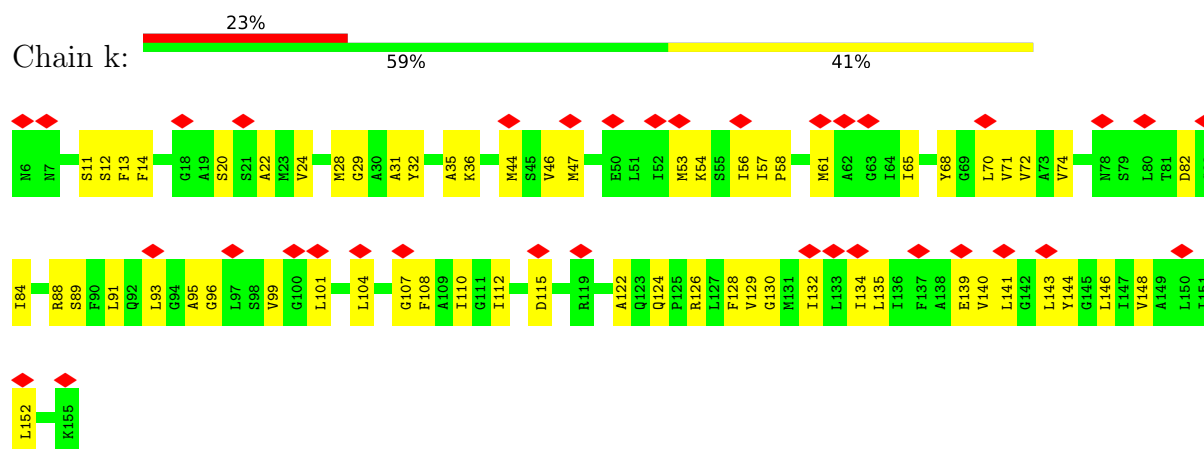 23%
Chain k:
59% 41%
N6 N7 S11 S12 F13 F14 G18 A19 S20 S21 A22 M23 V24 M28 G29 A30 A31 Y32 A35 K36 M44 S45 V46 M47 E50 L51 I52 M53 K54 S55 I56 I57 P58 M61 A62 G63 I64 I65 Y68 G69 L70 V71 V72 A73 V74 N78 S79 L80 T81 D82
I84 R88 S89 F90 L91 Q92 L93 G94 A95 G96 L97 S98 V99 G100 L101 L104 G107 F108 A109 I110 G111 I112 D115 R119 A122 Q123 Q124 P125 R126 L127 F128 V129 G130 M131 I132 L133 I134 L135 I136 F137 A138 E139 V140 L141 G142 L143 Y144 G145 L146 I147 V148 A149 L150 I151
L152 K155